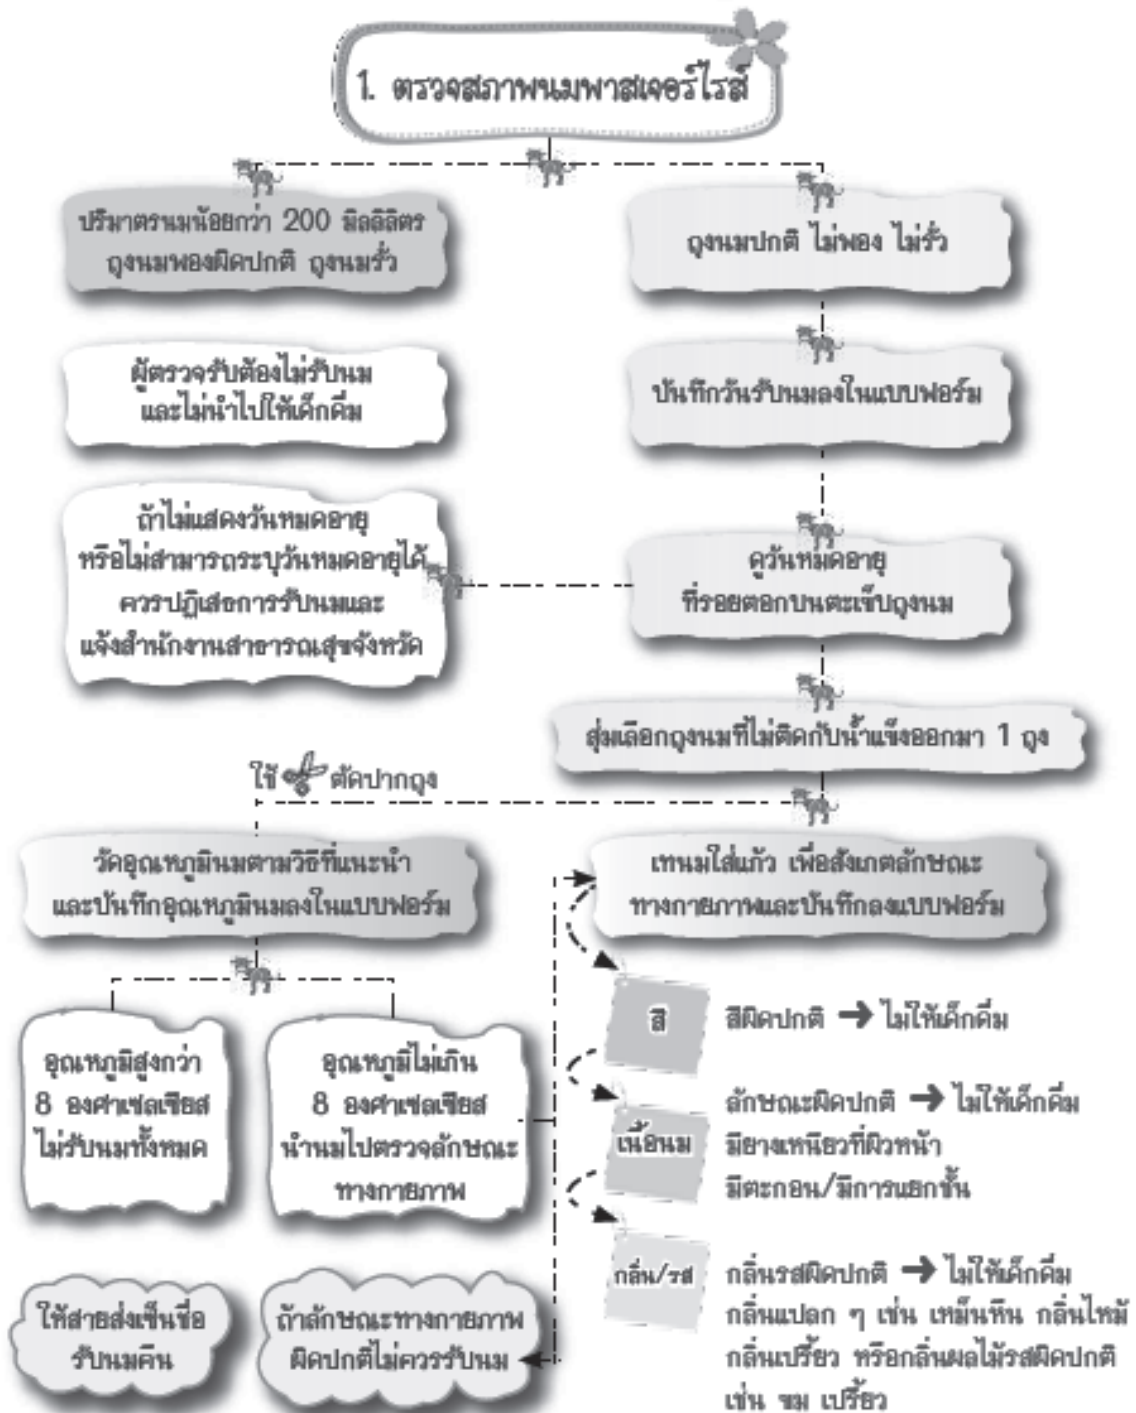 1. ตรวจสภาพนมพาสเจอร์ไรส์
ปริมาตรนมน้อยกว่า 200 มิลลิลิตร
ถุงนมพองผิดปกติ ถุงนมรั่ว
ถุงนมปกติ ไม่พอง ไม่รั่ว
ผู้ตรวจรับต้องไม่รับนม
และไม่นำไปให้เด็กดื่ม
บันทึกวันรับนมลงในแบบฟอร์ม
ถ้าไม่แสดงวันหมดอายุ
หรือไม่สามารถระบุวันหมดอายุได้
ควรปฏิเสธการรับนมและ
แจ้งสำนักงานสาธารณสุขจังหวัด
ดูวันหมดอายุ
ที่รอยตอกบนตะเข็บถุงนม
สุ่มเลือกถุงนมที่ไม่ติดกับน้ำแข็งออกมา 1 ถุง
ใช้ ตัดปากถุง
วัดอุณหภูมินมตามวิธีที่แนะนำ
และบันทึกอุณหภูมินมลงในแบบฟอร์ม
เทนมใส่แก้ว เพื่อสังเกตลักษณะ
ทางกายภาพและบันทึกลงแบบฟอร์ม
อุณหภูมิสูงกว่า
8 องศาเซลเซียส
ไม่รับนมทั้งหมด
อุณหภูมิไม่เกิน
8 องศาเซลเซียส
นำนมไปตรวจลักษณะ
ทางกายภาพ
สี
สีผิดปกติ ➔ ไม่ให้เด็กดื่ม
เนื้อนม
ลักษณะผิดปกติ ➔ ไม่ให้เด็กดื่ม
มียางเหนียวที่ผิวหน้า
มีตะกอน/มีการแยกชั้น
กลิ่น/รส
กลิ่นรสผิดปกติ ➔ ไม่ให้เด็กดื่ม
กลิ่นแปลก ๆ เช่น เหม็นหืน กลิ่นไหม้
กลิ่นเปรี้ยว หรือกลิ่นผลไม้รสผิดปกติ
เช่น ขม เปรี้ยว
ให้สายส่งเซ็นชื่อ
รับนมคืน
ถ้าลักษณะทางกายภาพ
ผิดปกติไม่ควรรับนม